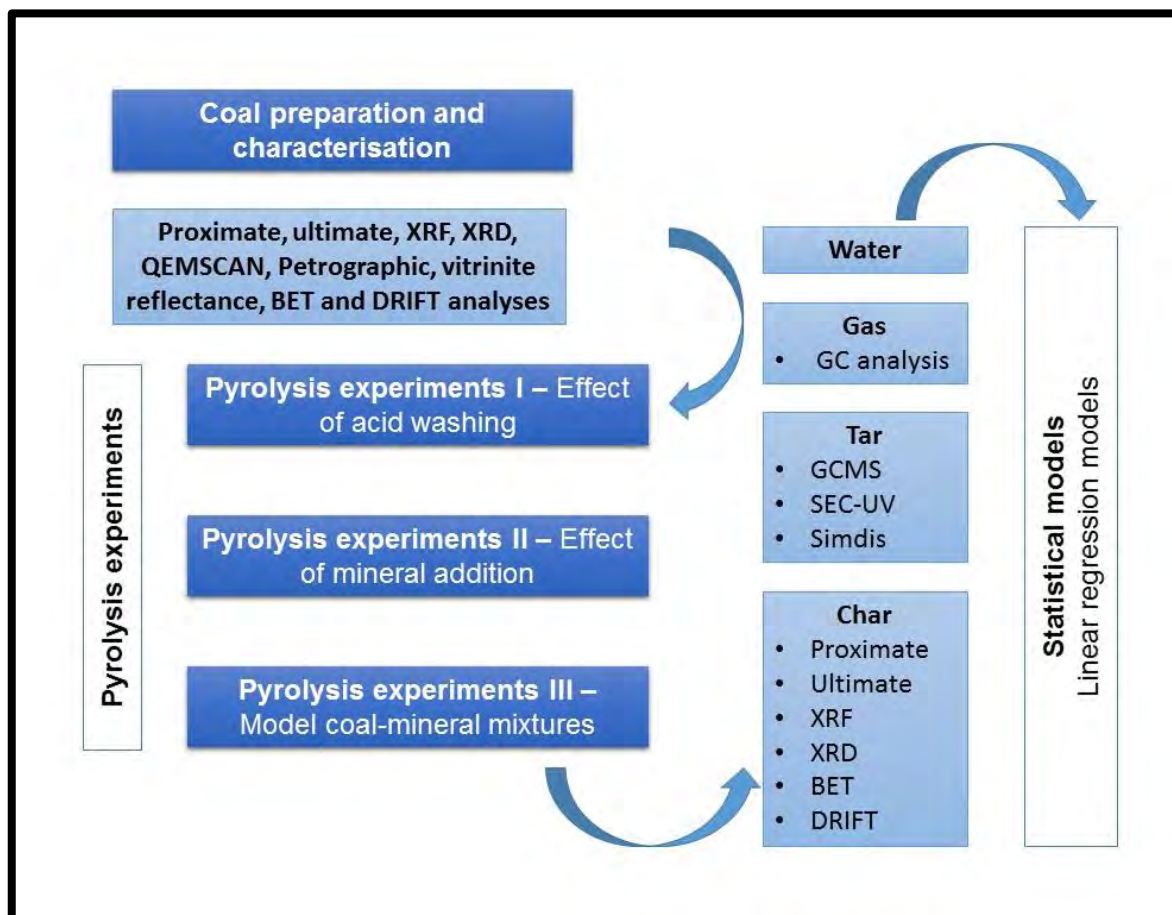 Coal preparation and
characterisation
Proximate, ultimate, XRF, XRD,
QEMSCAN, Petrographic, vitrinite
reflectance, BET and DRIFT analyses
Pyrolysis experiments
Pyrolysis experiments I – Effect
of acid washing
Pyrolysis experiments II – Effect
of mineral addition
Pyrolysis experiments III –
Model coal-mineral mixtures
Water
Gas
• GC analysis
Tar
• GCMS
• SEC-UV
• Simdis
Char
• Proximate
• Ultimate
• XRF
• XRD
• BET
• DRIFT
Statistical models
Linear regression models